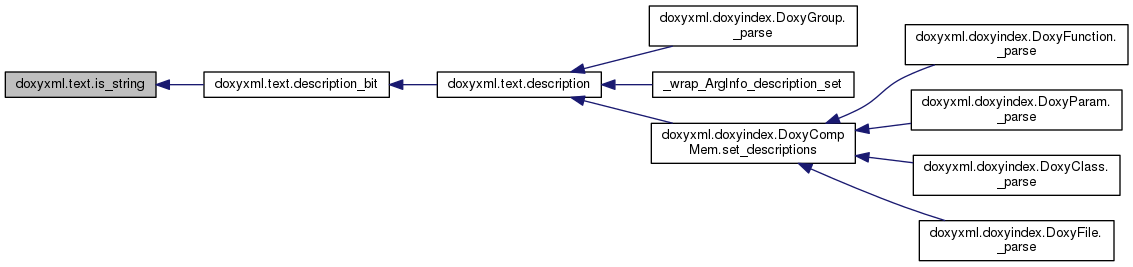 doxyxml.text.is_string
doxyxml.text.description_bit
doxyxml.text.description
doxyxml.doxyindex.DoxyGroup.
_parse
_wrap_ArgInfo_description_set
doxyxml.doxyindex.DoxyComp
Mem.set_descriptions
doxyxml.doxyindex.DoxyFunction.
_parse
doxyxml.doxyindex.DoxyParam.
_parse
doxyxml.doxyindex.DoxyClass.
_parse
doxyxml.doxyindex.DoxyFile.
_parse